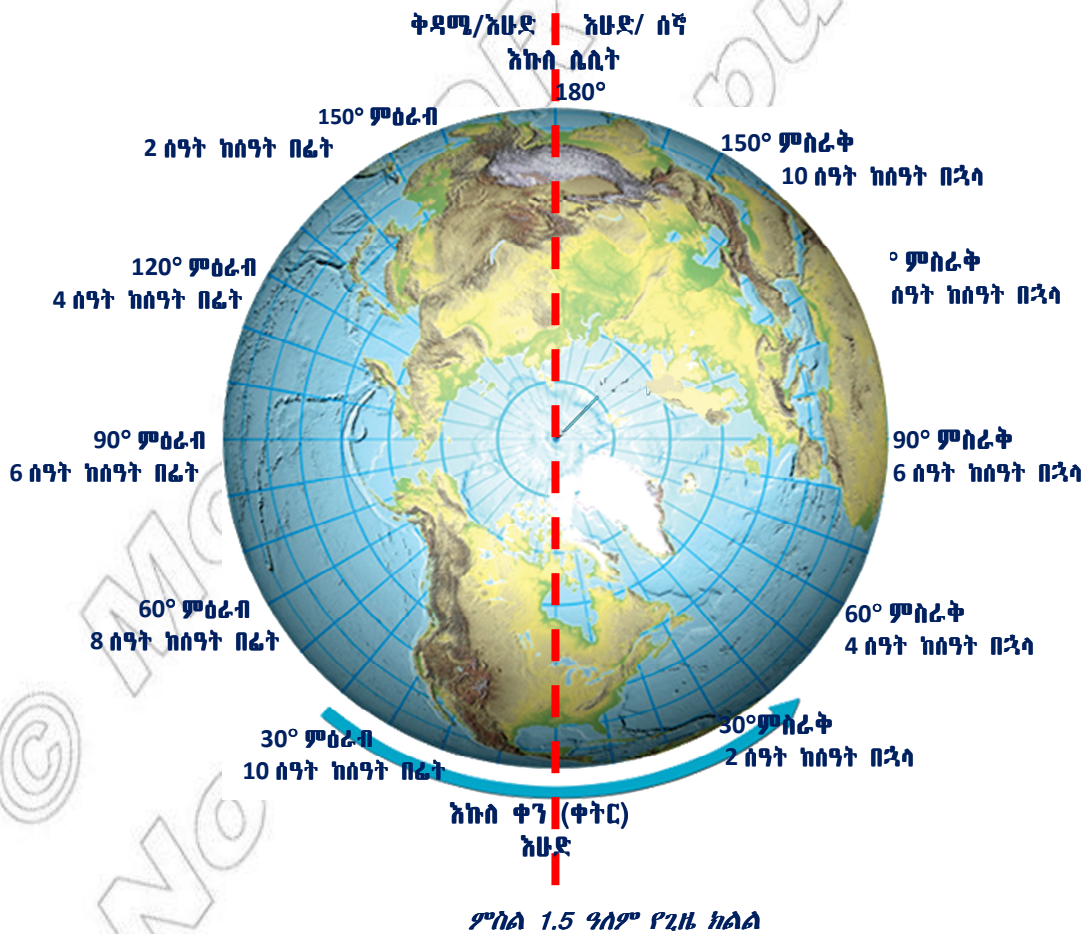 ቅዳሜ/እሁድ እሁድ/ ሰኞ
እኩለ ሌሊት
180°
150° ምዕራብ
2 ሰዓት ከሰዓት በፊት
150° ምስራቅ
10 ሰዓት ከሰዓት በኋላ
120° ምዕራብ
4 ሰዓት ከሰዓት በፊት
° ምስራቅ
ሰዓት ከሰዓት በኋላ
90° ምዕራብ
6 ሰዓት ከሰዓት በፊት
90° ምስራቅ
6 ሰዓት ከሰዓት በኋላ
60° ምዕራብ
8 ሰዓት ከሰዓት በፊት
60° ምስራቅ
4 ሰዓት ከሰዓት በኋላ
30° ምዕራብ
10 ሰዓት ከሰዓት በፊት
30°ምስራቅ
2 ሰዓት ከሰዓት በኋላ
እኩለ ቀን (ቀትር)
እሁድ
ምስል 1.5 ዓለም የጊዜ ክልል
©